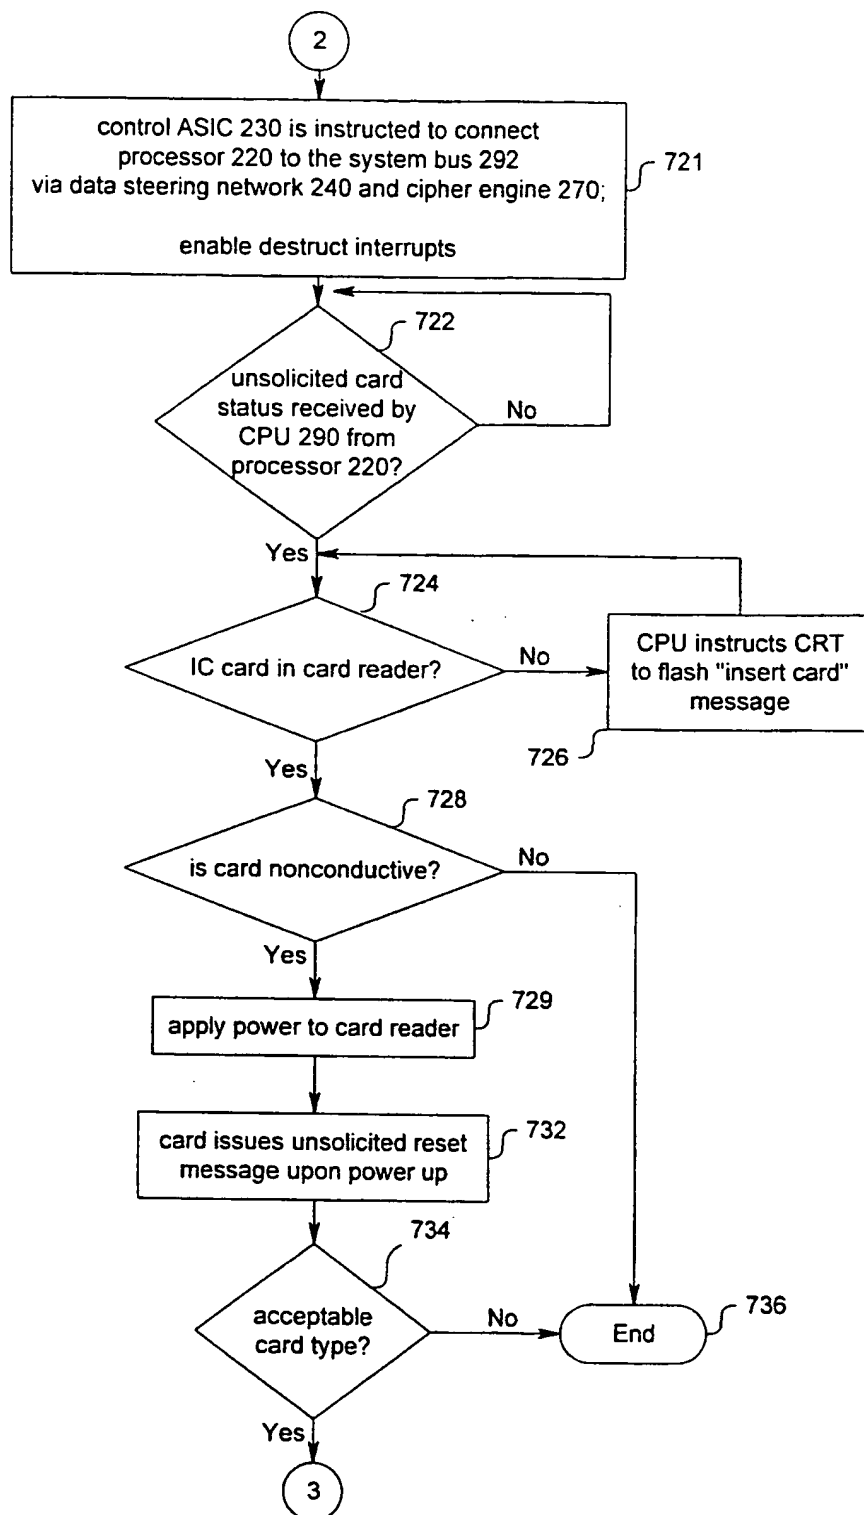 2
control ASIC 230 is instructed to connect
processor 220 to the system bus 292
via data steering network 240 and cipher engine 270;
enable destruct interrupts
721
722
unsolicited card
status received by
CPU 290 from
processor 220?
No
Yes
724
IC card in card reader?
No
CPU instructs CRT
to flash "insert card"
message
726
Yes
728
is card nonconductive?
No
Yes
apply power to card reader
729
card issues unsolicited reset
message upon power up
732
734
acceptable
card type?
No
End
736
Yes
3